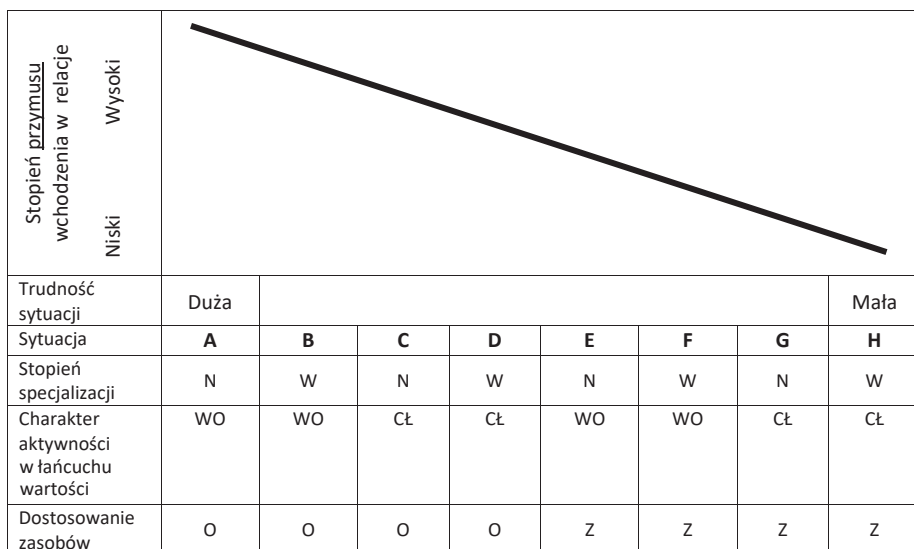 Stopień przymusu
wchodzenia w relacje
Niski Wysoki
Trudność
sytuacji
Duża Mała
Sytuacja A B C D E F G H
Stopień
specjalizacji
N W N W N W N W
Charakter
aktywności
w łańcuchu
wartości
WO WO CŁ CŁ WO WO CŁ CŁ
Dostosowanie
zasobów
O O O O Z Z Z Z